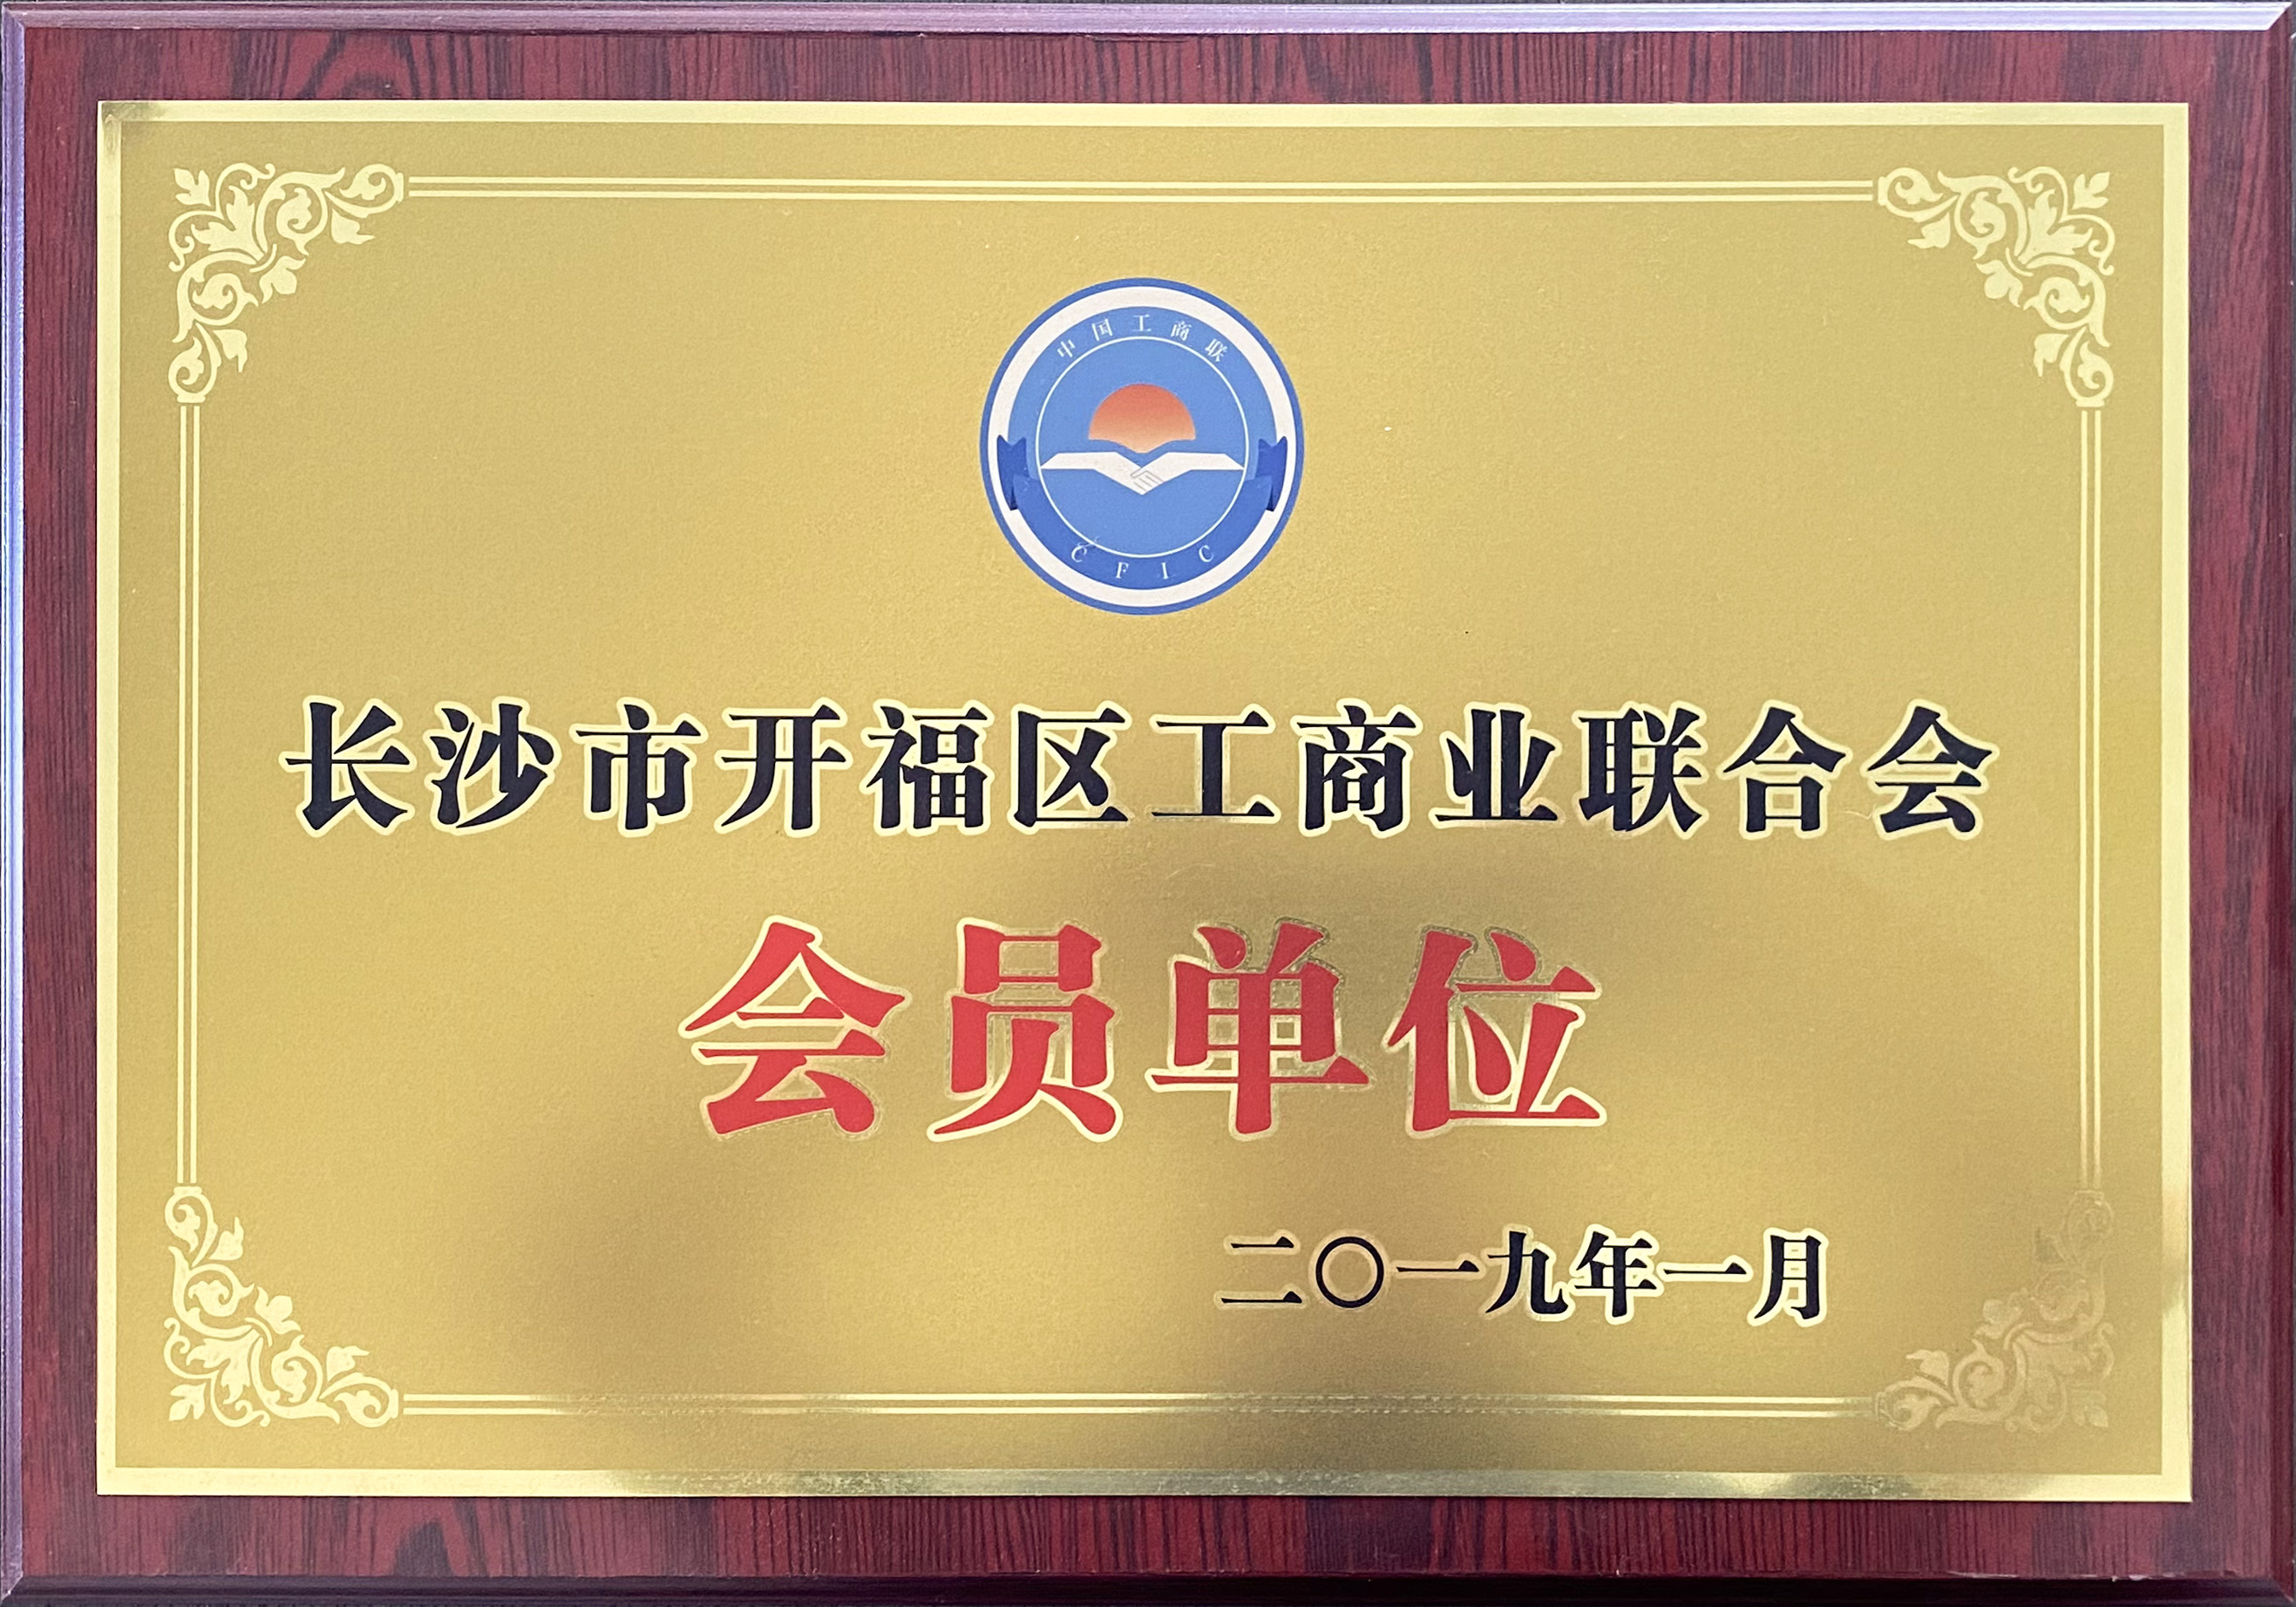 中国工商联
CFIC
长沙市开福区工商业联合会
会员单位
二〇一九年一月